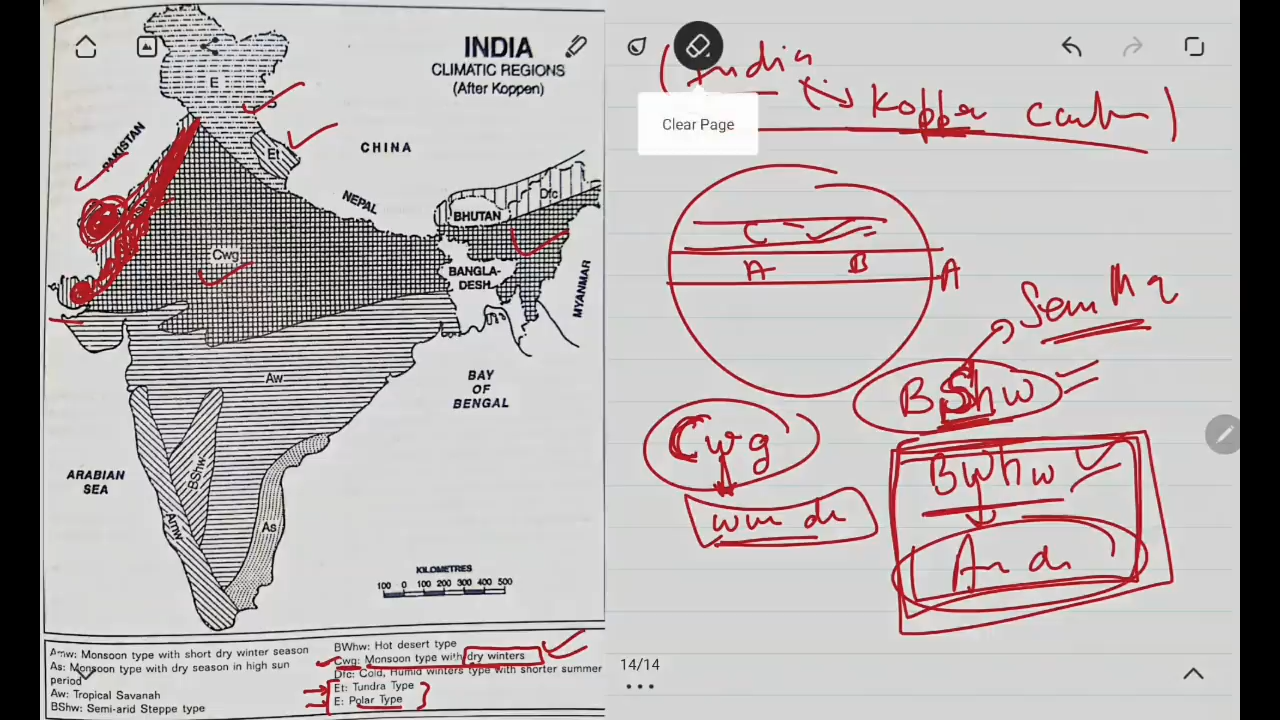 INDIA
CLIMATIC REGIONS
(After Koppen)
E
PAKISTAN
Et
CHINA
NEPAL
Dfc
BHUTAN
Cwg
BANGLA-
DESH
MYANMAR
Aw
BAY
OF
BENGAL
ARABIAN
SEA
BShw
Amw
As
KILOMETRES
100 0 100 200 300 400 500
Amw: Monsoon type with short dry winter season
As: Monsoon type with dry season in high sun
period
Aw: Tropical Savanah
BShw: Semi-arid Steppe type
BWhw: Hot desert type
Cwg: Monsoon type with dry winters
Dfc: Cold, Humid winters type with shorter summer
Et: Tundra Type
E: Polar Type
(India
Clear Page
C
A B A
BShw
Cwg
BWhw
14/14